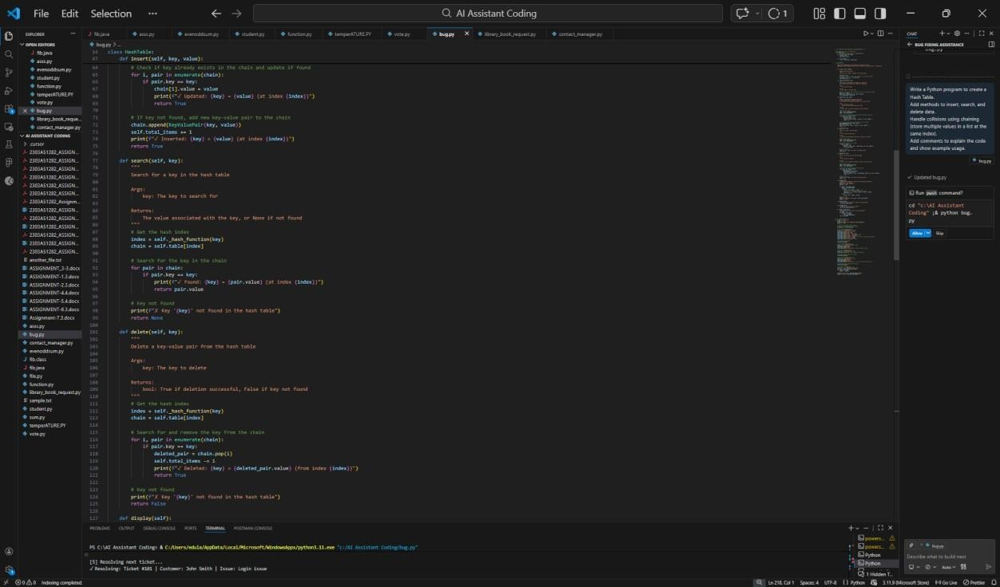 File Edit Selection ··· AI Assistant Coding 1
EXPLORER ···
OPEN EDITORS
fib.java
asss.py
evenoddsum.py
student.py
function.py
temperATURE.PY
vote.py
bug.py
library_book_reque...
contact_manager.py
AI ASSISTANT CODING
.cursor
2303A51282_ASSIGN...
2303A51282_ASSIGN...
2303A51282_ASSIGN...
2303A51282_ASSIGN...
2303A51282_ASSIGN...
2303A51282_ASSIGN...
2303A51282_Assignm...
2303A51282_ASSIGN...
2303A51282_ASSIGN...
2303A51282_ASSIGN...
2303A51282_ASSIGN...
2303A51282_ASSIGN...
2303A51282_ASSIGN...
another_file.txt
ASSIGNMENT_3-3.docx
ASSIGNMENT-1.3.docx
ASSIGNMENT-2.3.docx
ASSIGNMENT-4.4.docx
ASSIGNMENT-5.4.docx
ASSIGNMENT-6.3.docx
Assignment-7.3.docx
asss.py
bug.py
contact_manager.py
evenoddsum.py
fib.class
fib.java
file.py
function.py
library_book_request.py
sample.txt
student.py
sum.py
temperATURE.PY
vote.py
fib.java asss.py evenoddsum.py student.py function.py temperATURE.PY vote.py bug.py library_book_request.py contact_manager.py
bug.py > ...
14 class HashTable:
47 def insert(self, key, value):
64 # Check if key already exists in the chain and update if found
65 for i, pair in enumerate(chain):
66 if pair.key == key:
67 chain[i].value = value
68 print(f"✓ Updated: {key} = {value} (at index {index})")
69 return True
70
71 # If key not found, add new key-value pair to the chain
72 chain.append(KeyValuePair(key, value))
73 self.total_items += 1
74 print(f"✓ Inserted: {key} = {value} (at index {index})")
75 return True
76
77 def search(self, key):
78 """
79 Search for a key in the hash table
80
81 Args:
82 key: The key to search for
83
84 Returns:
85 The value associated with the key, or None if not found
86 """
87 # Get the hash index
88 index = self._hash_function(key)
89 chain = self.table[index]
90
91 # Search for the key in the chain
92 for pair in chain:
93 if pair.key == key:
94 print(f"✓ Found: {key} = {pair.value} (at index {index})")
95 return pair.value
96
97 # Key not found
98 print(f"✗ Key '{key}' not found in the hash table")
99 return None
100
101 def delete(self, key):
102 """
103 Delete a key-value pair from the hash table
104
105 Args:
106 key: The key to delete
107
108 Returns:
109 bool: True if deletion successful, False if key not found
110 """
111 # Get the hash index
112 index = self._hash_function(key)
113 chain = self.table[index]
114
115 # Search for and remove the key from the chain
116 for i, pair in enumerate(chain):
117 if pair.key == key:
118 deleted_pair = chain.pop(i)
119 self.total_items -= 1
120 print(f"✓ Deleted: {key} = {deleted_pair.value} (from index {index})")
121 return True
122
123 # Key not found
124 print(f"✗ Key '{key}' not found in the hash table")
125 return False
126
127 def display(self):
PROBLEMS OUTPUT DEBUG CONSOLE PORTS TERMINAL POSTMAN CONSOLE
PS C:\AI Assistant Coding> & C:/Users/edula/AppData/Local/Microsoft/WindowsApps/python3.11.exe "c:/AI Assistant Coding/bug.py"
[5] Resolving next ticket...
✓ Resolving: Ticket #101 | Customer: John Smith | Issue: Login issue
powers...
powers...
Python
Python
1 Hidden T...
CHAT
BUG FIXING ASSISTANCE
bug.py
Write a Python program to create a
Hash Table.
Add methods to insert, search, and
delete data.
Handle collisions using chaining
(store multiple values in a list at the
same index).
Add comments to explain the code
and show example usage.
bug.py
Updated bug.py
Run pwsh command?
cd "c:\AI Assistant
Coding" ;& python bug.
py
Allow Skip
bug.py
Describe what to build next
Auto
0 0 Indexing completed. Ln 218, Col 1 Spaces: 4 UTF-8 Python 3.11.9 (Microsoft Store) Go Live Prettier